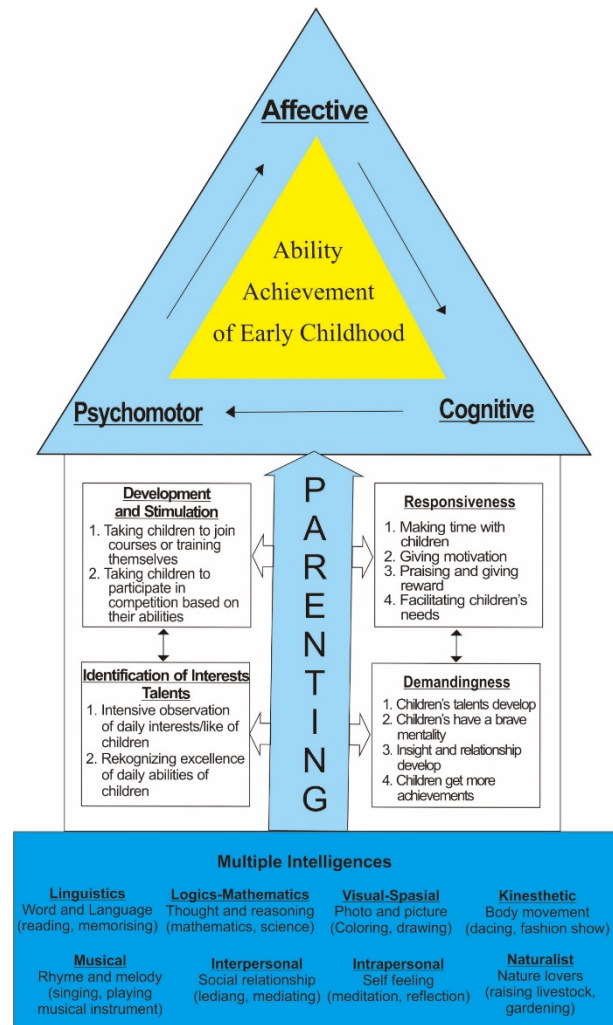 Affective
Ability
Achievement
of Early Childhood
Psychomotor
Cognitive
PARENTING
Development
and Stimulation
1. Taking children to join
courses or training
themselves
2. Taking children to
participate in
competition based on
their abilities
Responsiveness
1. Making time with
children
2. Giving motivation
3. Praising and giving
reward
4. Facilitating children's
needs
Identification of Interests
Talents
1. Intensive observation
of daily interests/like of
children
2. Rekognizing excellence
of daily abilities of
children
Demandingness
1. Children's talents develop
2. Children's have a brave
mentality
3. Insight and relationship
develop
4. Children get more
achievements
Multiple Intelligences
Linguistics
Word and Language
(reading, memorising)
Logics-Mathematics
Thought and reasoning
(mathematics, science)
Visual-Spasial
Photo and picture
(Coloring, drawing)
Kinesthetic
Body movement
(dacing, fashion show)
Musical
Rhyme and melody
(singing, playing
musical instrument)
Interpersonal
Social relationship
(lediang, mediating)
Intrapersonal
Self feeling
(meditation, reflection)
Naturalist
Nature lovers
(raising livestock,
gardening)